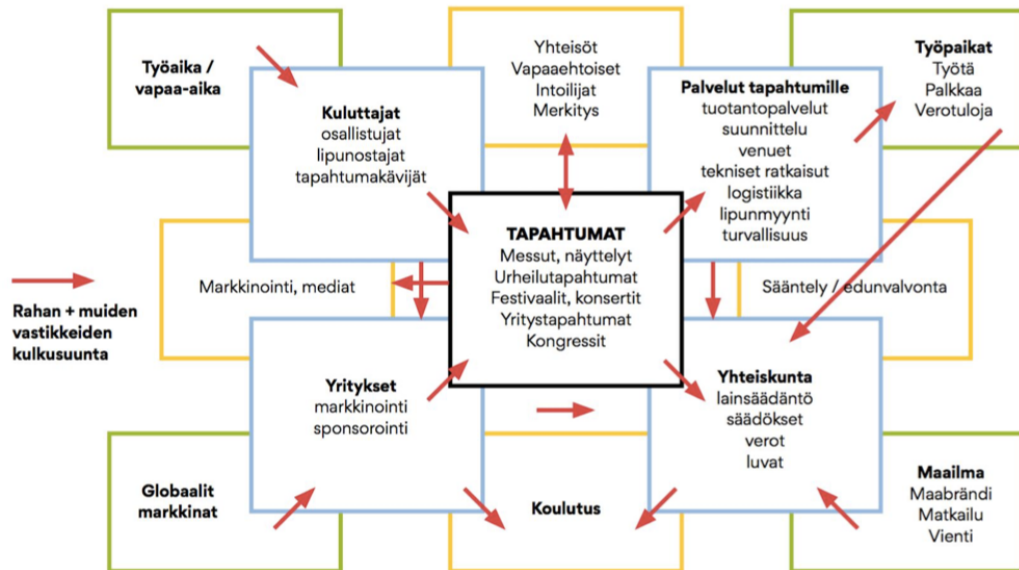 Työaika /
vapaa-aika
Kuluttajat
osallistujat
lipunostajat
tapahtumakävijät
Yhteisöt
Vapaaehtoiset
Intoilijat
Merkitys
Palvelut tapahtumille
tuotantopalvelut
suunnittelu
venuet
tekniset ratkaisut
logistiikka
lipunmyynti
turvallisuus
Työpaikat
Työtä
Palkkaa
Verotuloja
Rahan + muiden
vastikkeiden
kulkusuunta
Markkinointi, mediat
TAPAHTUMAT
Messut, näyttelyt
Urheilutapahtumat
Festivaalit, konsertit
Yritystapahtumat
Kongressit
Sääntely / edunvalvonta
Yritykset
markkinointi
sponsorointi
Yhteiskunta
lainsäädäntö
säädökset
verot
luvat
Globaalit
markkinat
Koulutus
Maailma
Maabrändi
Matkailu
Vienti